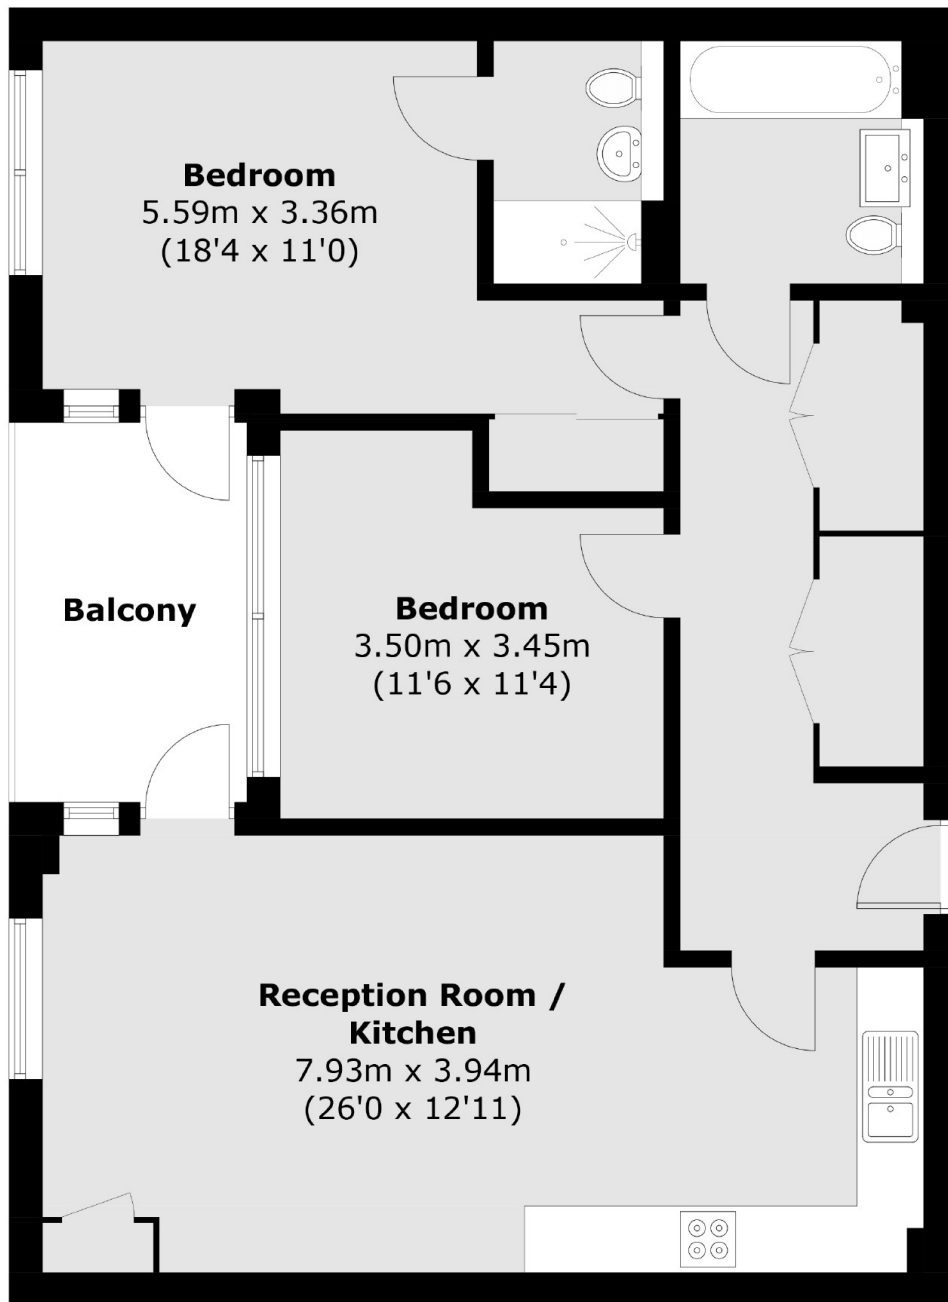 Bedroom
5.59m x 3.36m
(18'4 x 11'0)
Balcony
Bedroom
3.50m x 3.45m
(11'6 x 11'4)
Reception Room /
Kitchen
7.93m x 3.94m
(26'0 x 12'11)